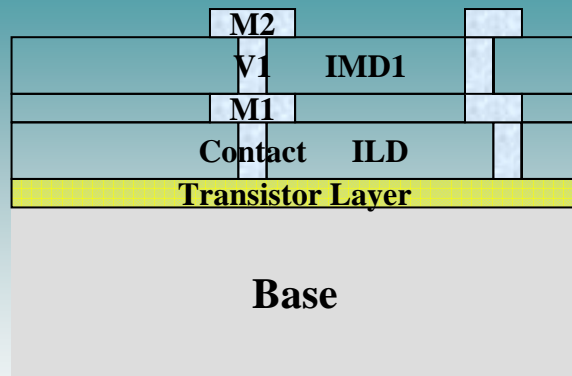 M2
V1 IMD1
M1
Contact ILD
Transistor Layer
Base